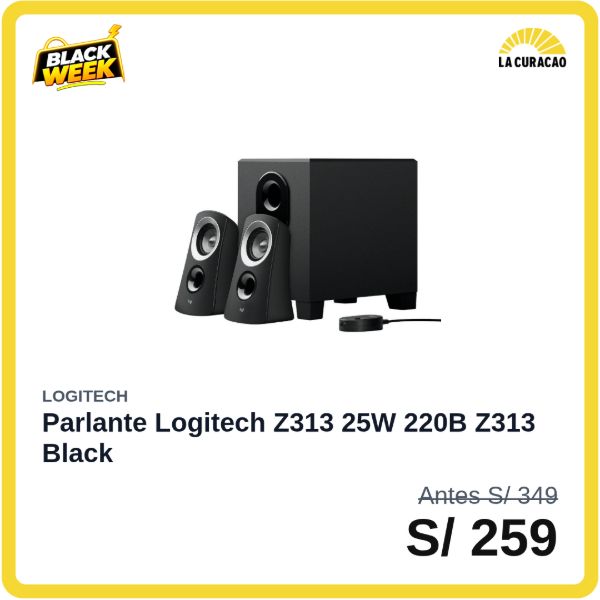 BLACK
WEEK
LA CURACAO
LOGITECH
Parlante Logitech Z313 25W 220B Z313
Black
Antes S/ 349
S/ 259